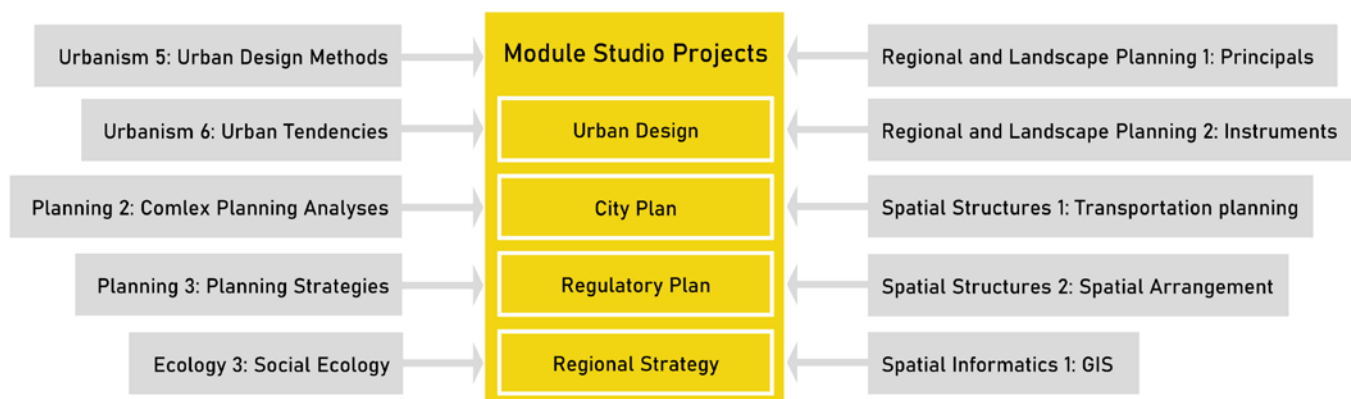 Urbanism 5: Urban Design Methods
Urbanism 6: Urban Tendencies
Planning 2: Comlex Planning Analyses
Planning 3: Planning Strategies
Ecology 3: Social Ecology
Module Studio Projects
Urban Design
City Plan
Regulatory Plan
Regional Strategy
Regional and Landscape Planning 1: Principals
Regional and Landscape Planning 2: Instruments
Spatial Structures 1: Transportation planning
Spatial Structures 2: Spatial Arrangement
Spatial Informatics 1: GIS